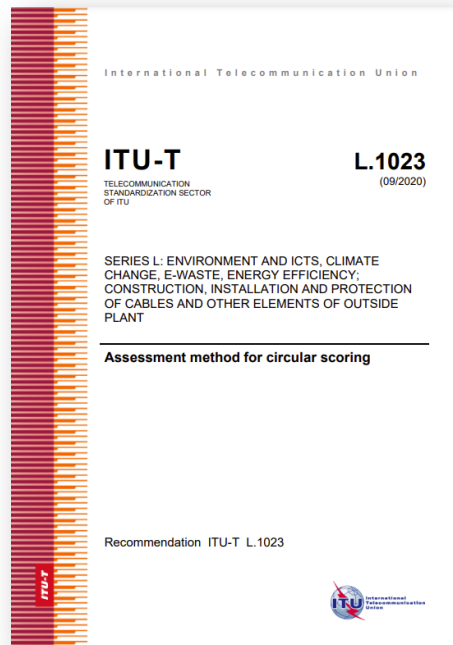 International Telecommunication Union
ITU-T
L.1023
TELECOMMUNICATION
(09/2020)
STANDARDIZATION SECTOR
OF ITU
SERIES L: ENVIRONMENT AND ICTS, CLIMATE
CHANGE, E-WASTE, ENERGY EFFICIENCY;
CONSTRUCTION, INSTALLATION AND PROTECTION
OF CABLES AND OTHER ELEMENTS OF OUTSIDE
PLANT
Assessment method for circular scoring
Recommendation ITU-T L.1023
ITU-T
ITU
International
Telecommunication
Union